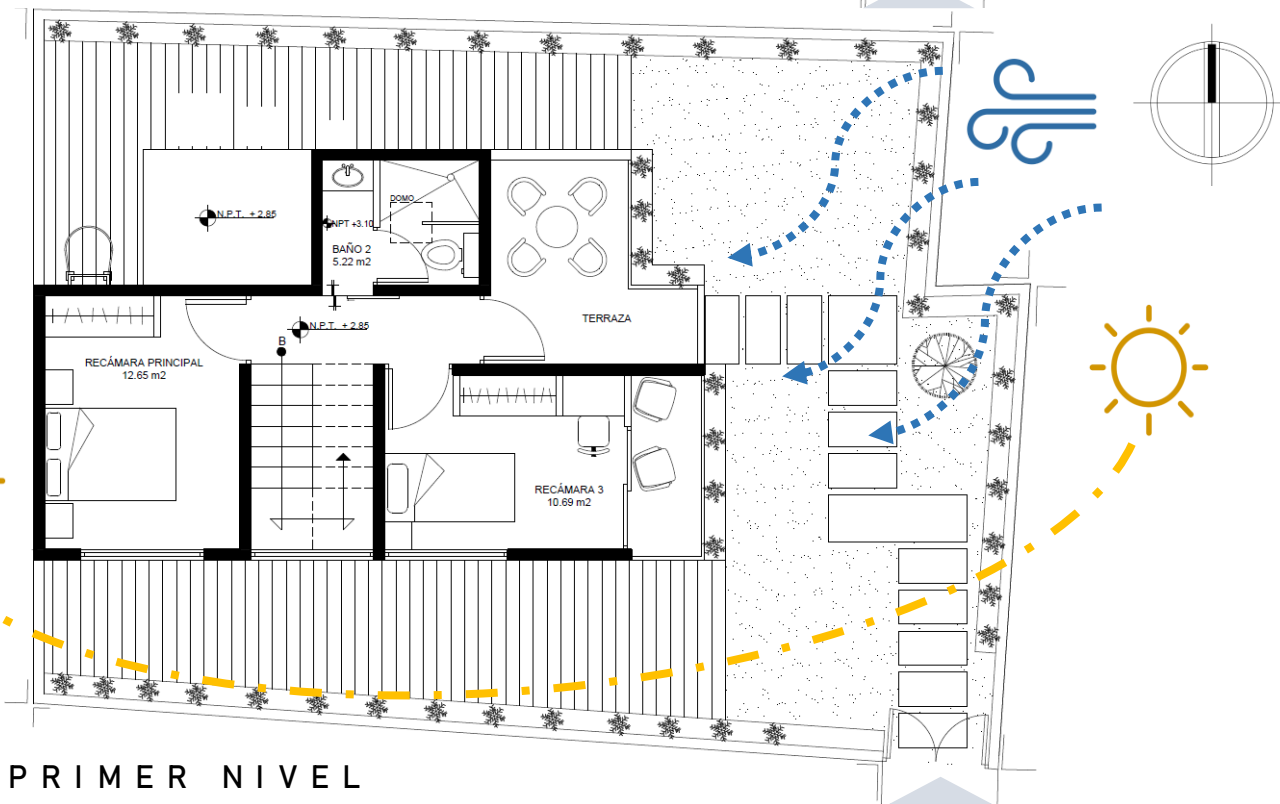 DOMO
N.P.T. + 2.85
NPT +3.10
BAÑO 2
5.22 m2
TERRAZA
N.P.T. + 2.85
B
RECÁMARA PRINCIPAL
12.65 m2
RECÁMARA 3
10.69 m2
PRIMER NIVEL